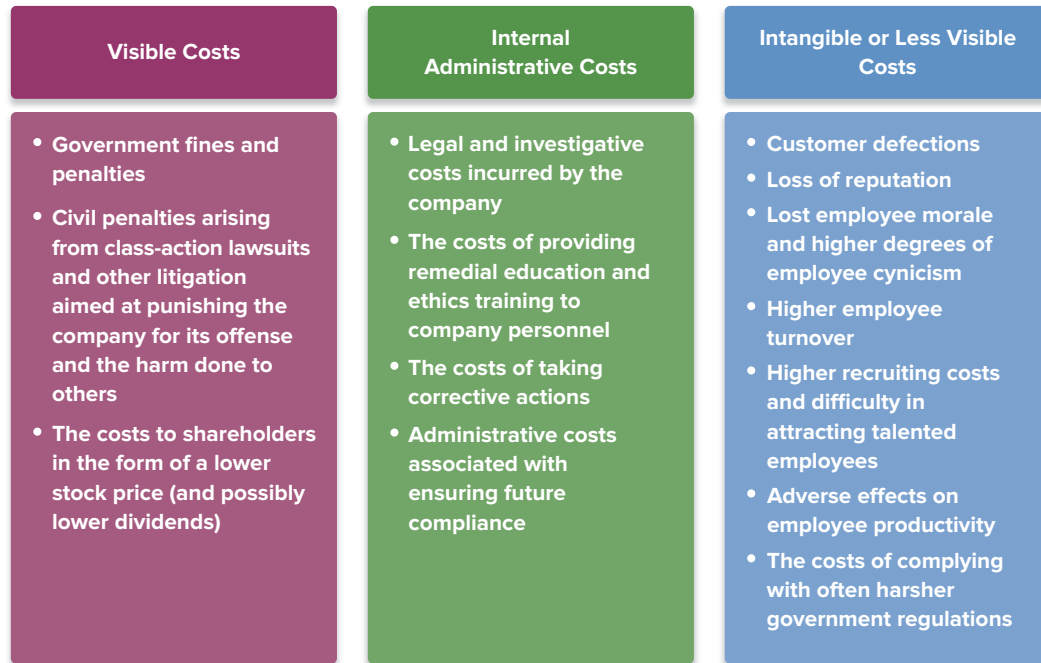 Visible Costs
• Government fines and
penalties
• Civil penalties arising
from class-action lawsuits
and other litigation
aimed at punishing the
company for its offense
and the harm done to
others
• The costs to shareholders
in the form of a lower
stock price (and possibly
lower dividends)
Internal
Administrative Costs
• Legal and investigative
costs incurred by the
company
• The costs of providing
remedial education and
ethics training to
company personnel
• The costs of taking
corrective actions
• Administrative costs
associated with
ensuring future
compliance
Intangible or Less Visible
Costs
• Customer defections
• Loss of reputation
• Lost employee morale
and higher degrees of
employee cynicism
• Higher employee
turnover
• Higher recruiting costs
and difficulty in
attracting talented
employees
• Adverse effects on
employee productivity
• The costs of complying
with often harsher
government regulations